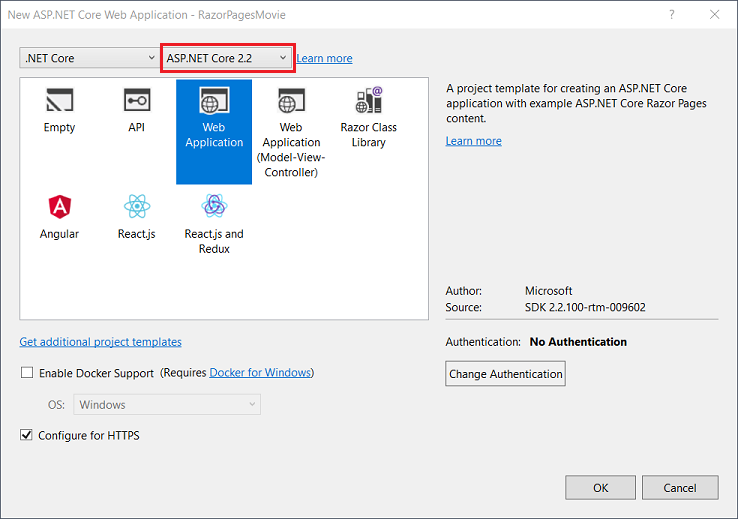 New ASP.NET Core Web Application - RazorPagesMovie
.NET Core
ASP.NET Core 2.2
Learn more
Empty
API
Web
Application
Web
Application
(Model-View-
Controller)
Razor Class
Library
Angular
React.js
React.js and
Redux
A project template for creating an ASP.NET Core
application with example ASP.NET Core Razor Pages
content.
Learn more
Author: Microsoft
Source: SDK 2.2.100-rtm-009602
Get additional project templates
Authentication: No Authentication
Enable Docker Support (Requires Docker for Windows)
Change Authentication
OS: Windows
Configure for HTTPS
OK
Cancel